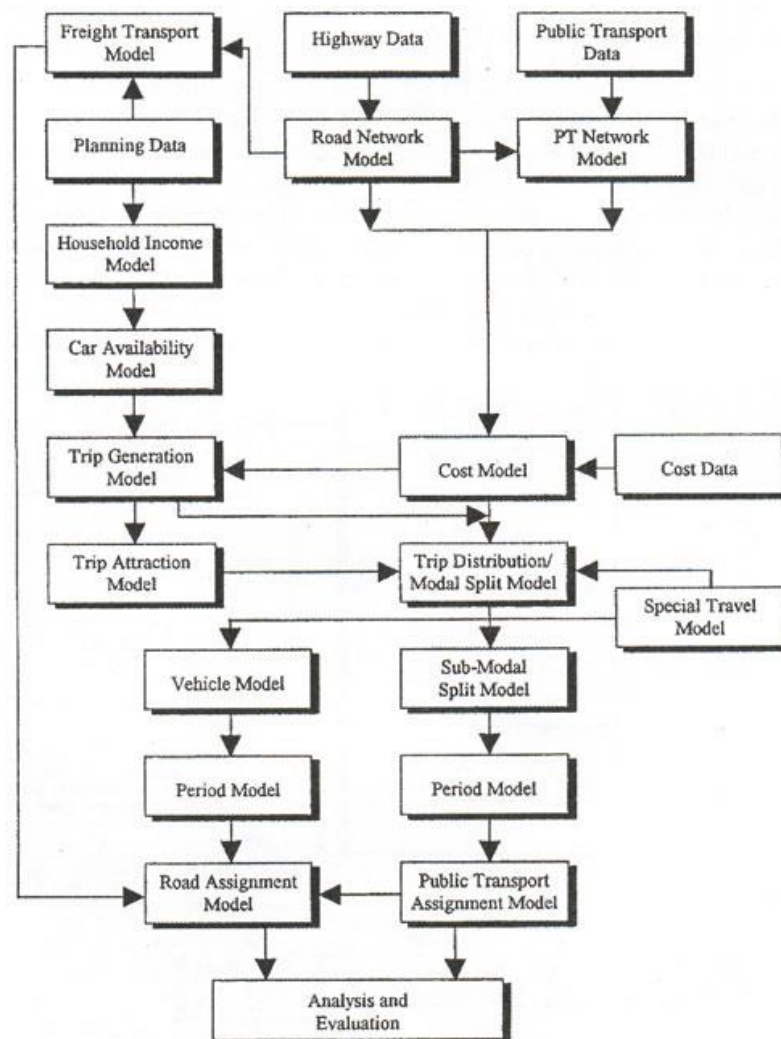 Freight Transport
Model
Highway Data
Public Transport
Data
Planning Data
Road Network
Model
PT Network
Model
Household Income
Model
Car Availability
Model
Trip Generation
Model
Cost Model
Cost Data
Trip Attraction
Model
Trip Distribution/
Modal Split Model
Special Travel
Model
Vehicle Model
Sub-Modal
Split Model
Period Model
Period Model
Road Assignment
Model
Public Transport
Assignment Model
Analysis and
Evaluation